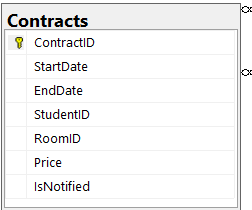 Contracts
ContractID
StartDate
EndDate
StudentID
RoomID
Price
IsNotified